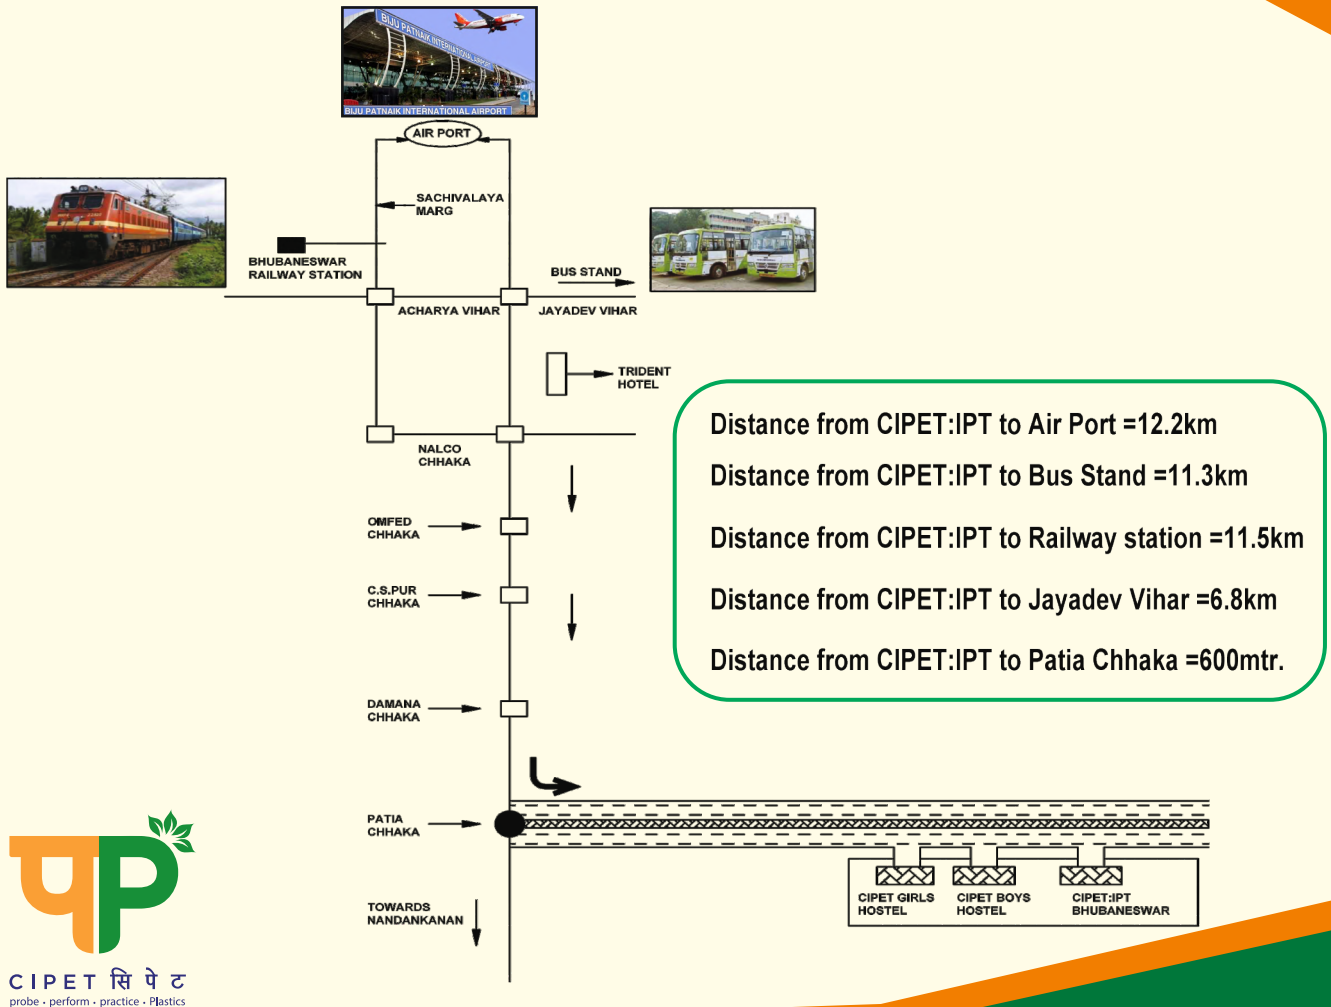 BIJU PATNAIK INTERNATIONAL AIRPORT
BIJU PATNAIK INTERNATIONAL AIRPORT
AIR PORT
SACHIVALAYA
MARG
BHUBANESWAR
RAILWAY STATION
BUS STAND
ACHARYA VIHAR
JAYADEV VIHAR
TRIDENT
HOTEL
NALCO
CHHAKA
Distance from CIPET:IPT to Air Port =12.2km
Distance from CIPET:IPT to Bus Stand =11.3km
Distance from CIPET:IPT to Railway station =11.5km
Distance from CIPET:IPT to Jayadev Vihar =6.8km
Distance from CIPET:IPT to Patia Chhaka =600mtr.
OMFED
CHHAKA
C.S.PUR
CHHAKA
DAMANA
CHHAKA
PATIA
CHHAKA
TOWARDS
NANDANKANAN
CIPET GIRLS
HOSTEL
CIPET BOYS
HOSTEL
CIPET:IPT
BHUBANESWAR
पP
CIPET सि पे ट
probe • perform • practice • Plastics